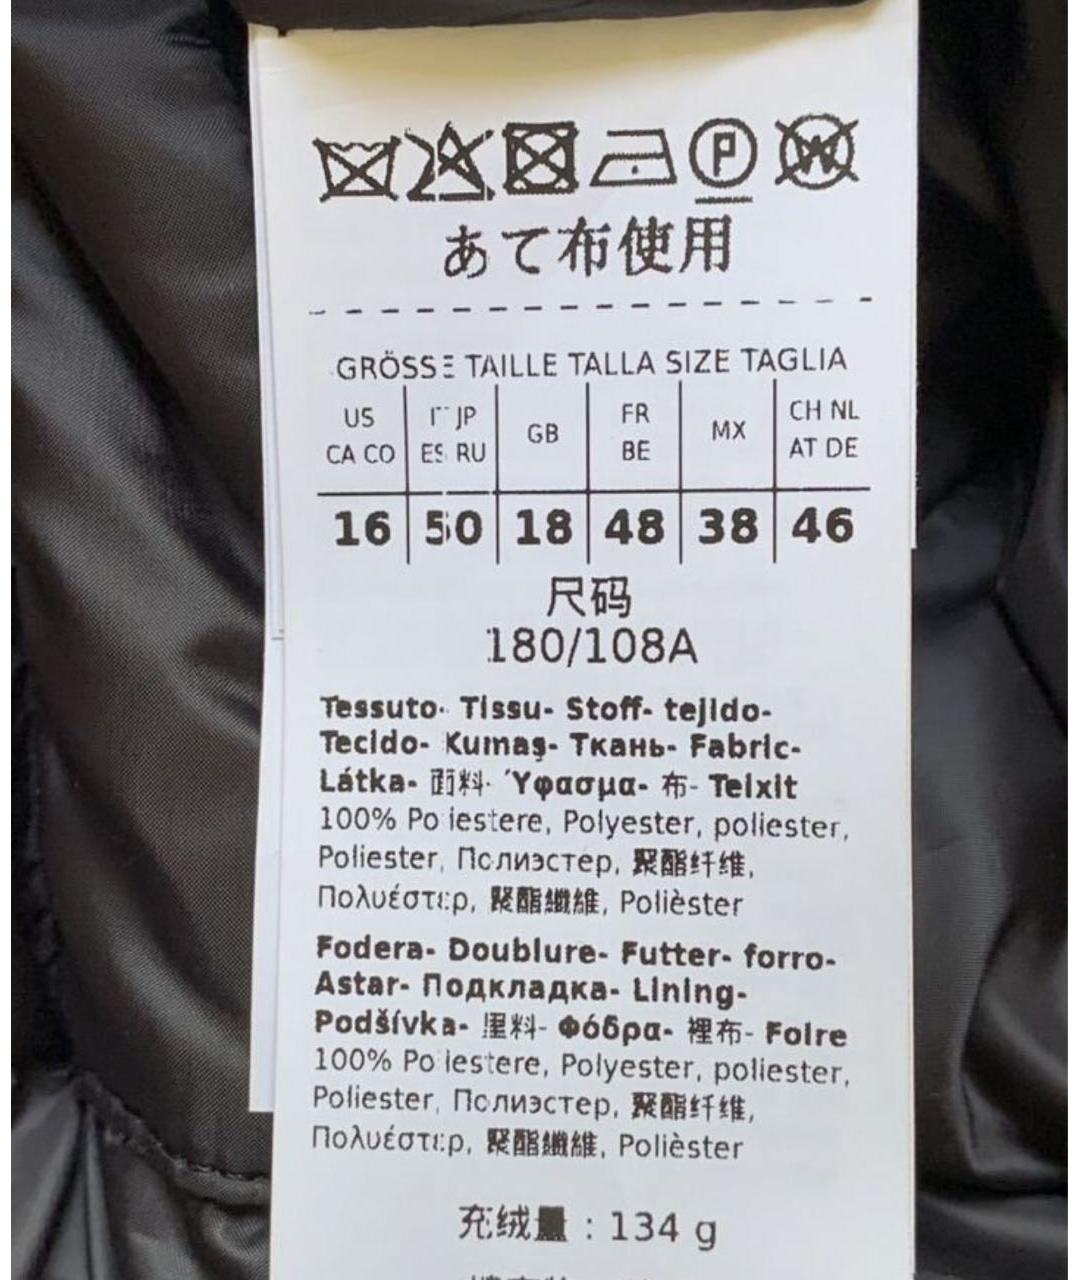 P W
あて布使用
GRÖSSE TAILLE TALLA SIZE TAGLIA
US IT JP GB FR MX CH NL
CA CO ES RU BE AT DE
16 50 18 48 38 46
尺码
180/108A
Tessuto- Tissu- Stoff- tejido-
Tecido- Kumaş- Ткань- Fabric-
Látka- 面料- Ύφασμα- 布- Teixit
100% Poliestere, Polyester, poliester,
Poliester, Полиэстер, 聚酯纤维,
Πολυέστερ, 聚酯纖維, Polièster
Fodera- Doublure- Futter- forro-
Astar- Подкладка- Lining-
Podšívka- 里料- Φόδρα- 裡布- Folre
100% Poliestere, Polyester, poliester,
Poliester, Полиэстер, 聚酯纤维,
Πολυέστερ, 聚酯纖維, Polièster
充绒量 : 134 g